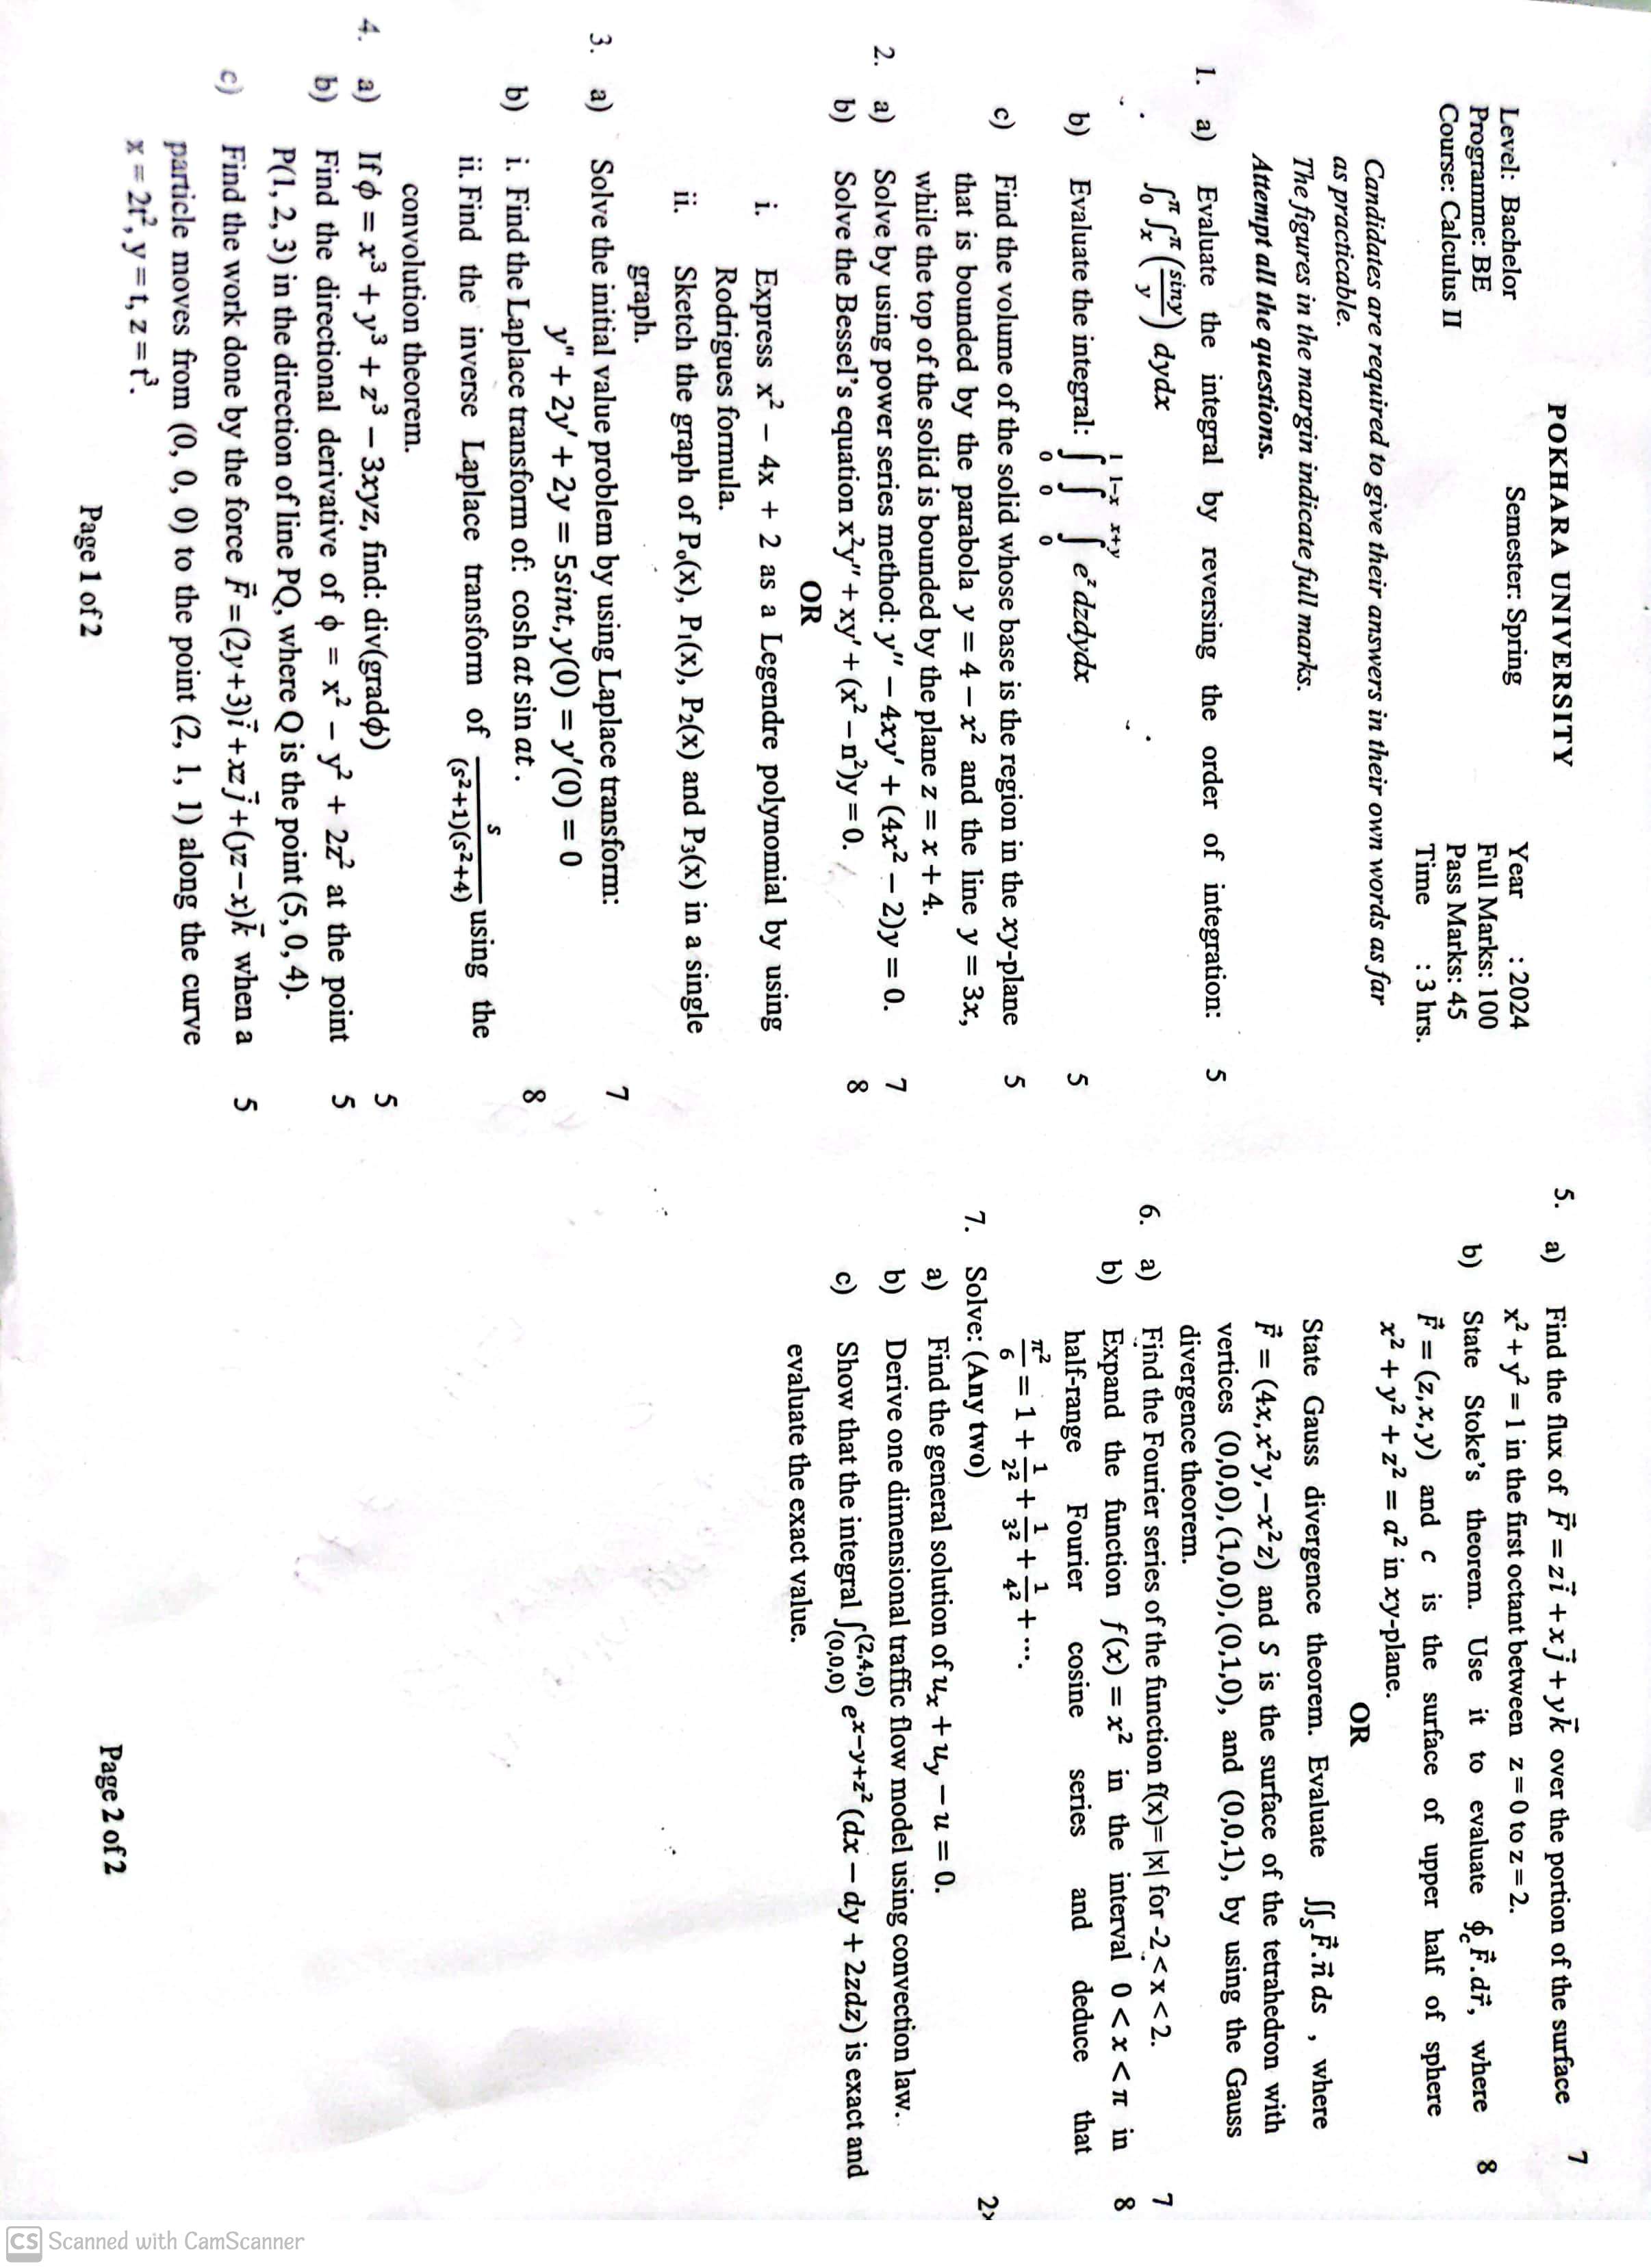 POKHARA UNIVERSITY
Level: Bachelor Semester: Spring Year : 2024
Programme: BE Full Marks: 100
Course: Calculus II Pass Marks: 45
Time : 3 hrs.
Candidates are required to give their answers in their own words as far
as practicable.
The figures in the margin indicate full marks.
Attempt all the questions.
1. a) Evaluate the integral by reversing the order of integration: 5
∫₀^π ∫ₓ^π (siny/y) dydx
b) Evaluate the integral: ∫₀^1 ∫₀^(1−x) ∫₀^(x+y) e^z dzdydx 5
c) Find the volume of the solid whose base is the region in the xy-plane 5
that is bounded by the parabola y = 4 − x² and the line y = 3x,
while the top of the solid is bounded by the plane z = x + 4.
2. a) Solve by using power series method: y″ − 4xy′ + (4x² − 2)y = 0. 7
b) Solve the Bessel's equation x²y″ + xy′ + (x² – n²)y = 0. 8
OR
i. Express x² – 4x + 2 as a Legendre polynomial by using
Rodrigues formula.
ii. Sketch the graph of P₀(x), P₁(x), P₂(x) and P₃(x) in a single
graph.
3. a) Solve the initial value problem by using Laplace transform: 7
y" + 2y′ + 2y = 5sint, y(0) = y′(0) = 0
b) i. Find the Laplace transform of: cosh at sin at . 8
ii. Find the inverse Laplace transform of s/((s²+1)(s²+4)) using the
convolution theorem.
4. a) If ϕ = x³ + y³ + z³ − 3xyz, find: div(gradϕ) 5
b) Find the directional derivative of ϕ = x² – y² + 2z² at the point 5
P(1, 2, 3) in the direction of line PQ, where Q is the point (5, 0, 4).
c) Find the work done by the force F⃗ = (2y+3)i⃗ + xz j⃗ + (yz−x)k⃗ when a 5
particle moves from (0, 0, 0) to the point (2, 1, 1) along the curve
x = 2t², y = t, z = t³.
Page 1 of 2
5. a) Find the flux of F⃗ = zi⃗ + xj⃗ + yk⃗ over the portion of the surface 7
x² + y² = 1 in the first octant between z = 0 to z = 2.
b) State Stoke's theorem. Use it to evaluate ∮c F⃗.dr⃗, where 8
F⃗ = (z, x, y) and c is the surface of upper half of sphere
x² + y² + z² = a² in xy-plane.
OR
State Gauss divergence theorem. Evaluate ∬s F⃗.n⃗ ds , where
F⃗ = (4x, x²y, −x²z) and S is the surface of the tetrahedron with
vertices (0,0,0), (1,0,0), (0,1,0), and (0,0,1), by using the Gauss
divergence theorem.
6. a) Find the Fourier series of the function f(x)= |x| for -2 < x < 2. 7
b) Expand the function f(x) = x² in the interval 0 < x < π in 8
half-range Fourier cosine series and deduce that
π²/6 = 1 + 1/2² + 1/3² + 1/4² + ⋯.
7. Solve: (Any two) 2×
a) Find the general solution of uₓ + u_y − u = 0.
b) Derive one dimensional traffic flow model using convection law.
c) Show that the integral ∫_(0,0,0)^(2,4,0) e^(x−y+z²) (dx − dy + 2zdz) is exact and
evaluate the exact value.
Page 2 of 2
CS Scanned with CamScanner